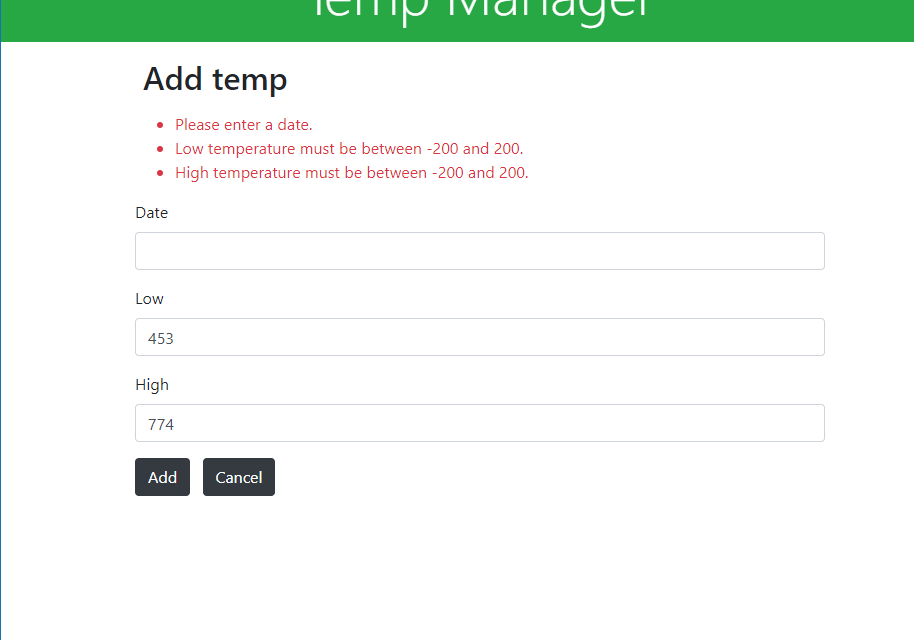 Temp Manager
Add temp
Please enter a date.
Low temperature must be between -200 and 200.
High temperature must be between -200 and 200.
Date
Low
453
High
774
Add Cancel